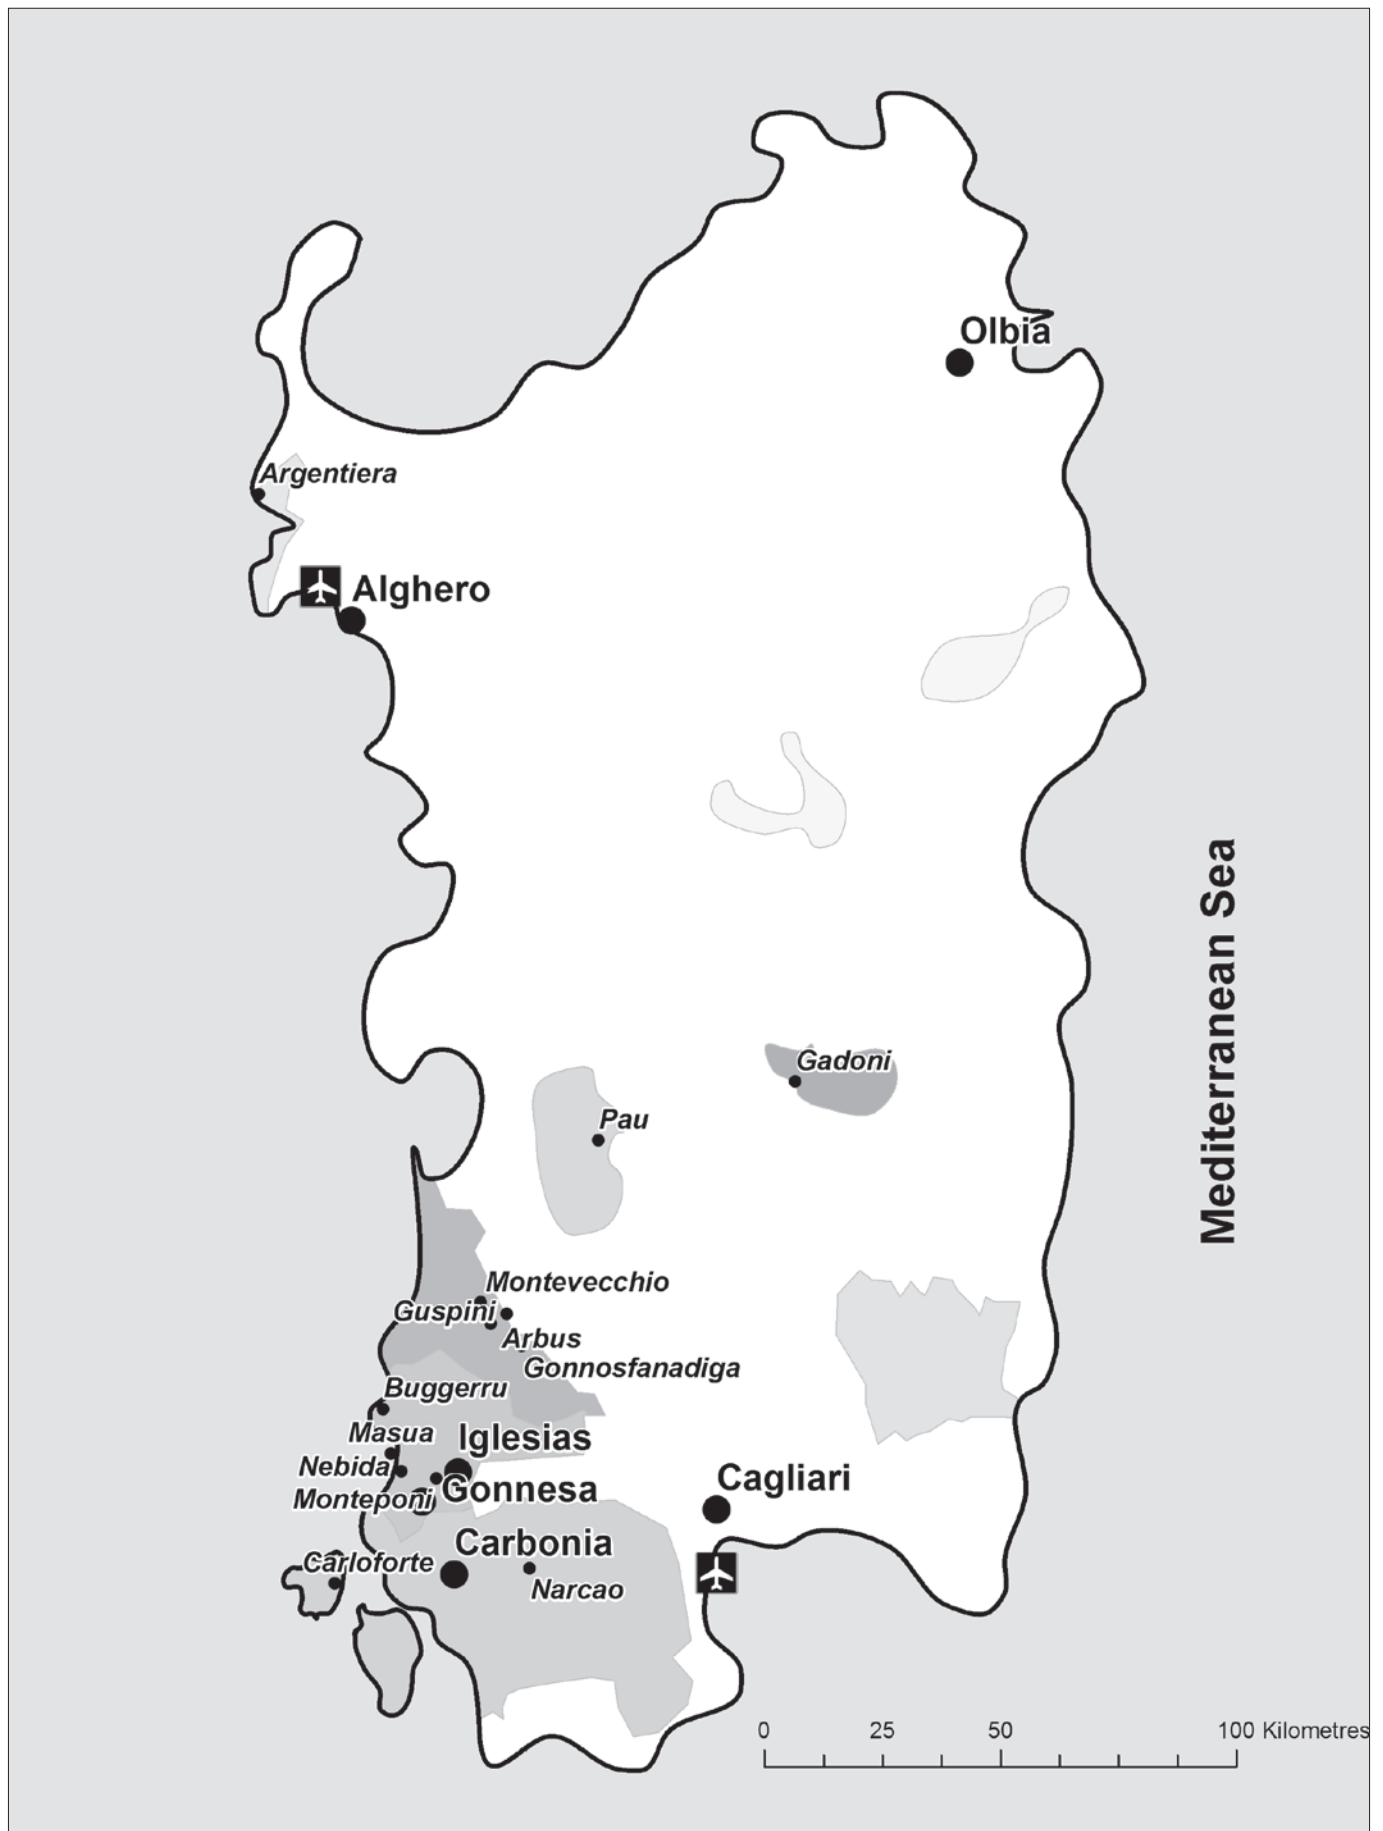 Olbia
Argentiera
Alghero
Mediterranean Sea
Gadoni
Pau
Montevecchio
Guspini
Arbus
Gonnosfanadiga
Buggerru
Masua
Iglesias
Nebida
Cagliari
Gonnesa
Monteponi
Carbonia
Carloforte
Narcao
0 25 50 100 Kilometres